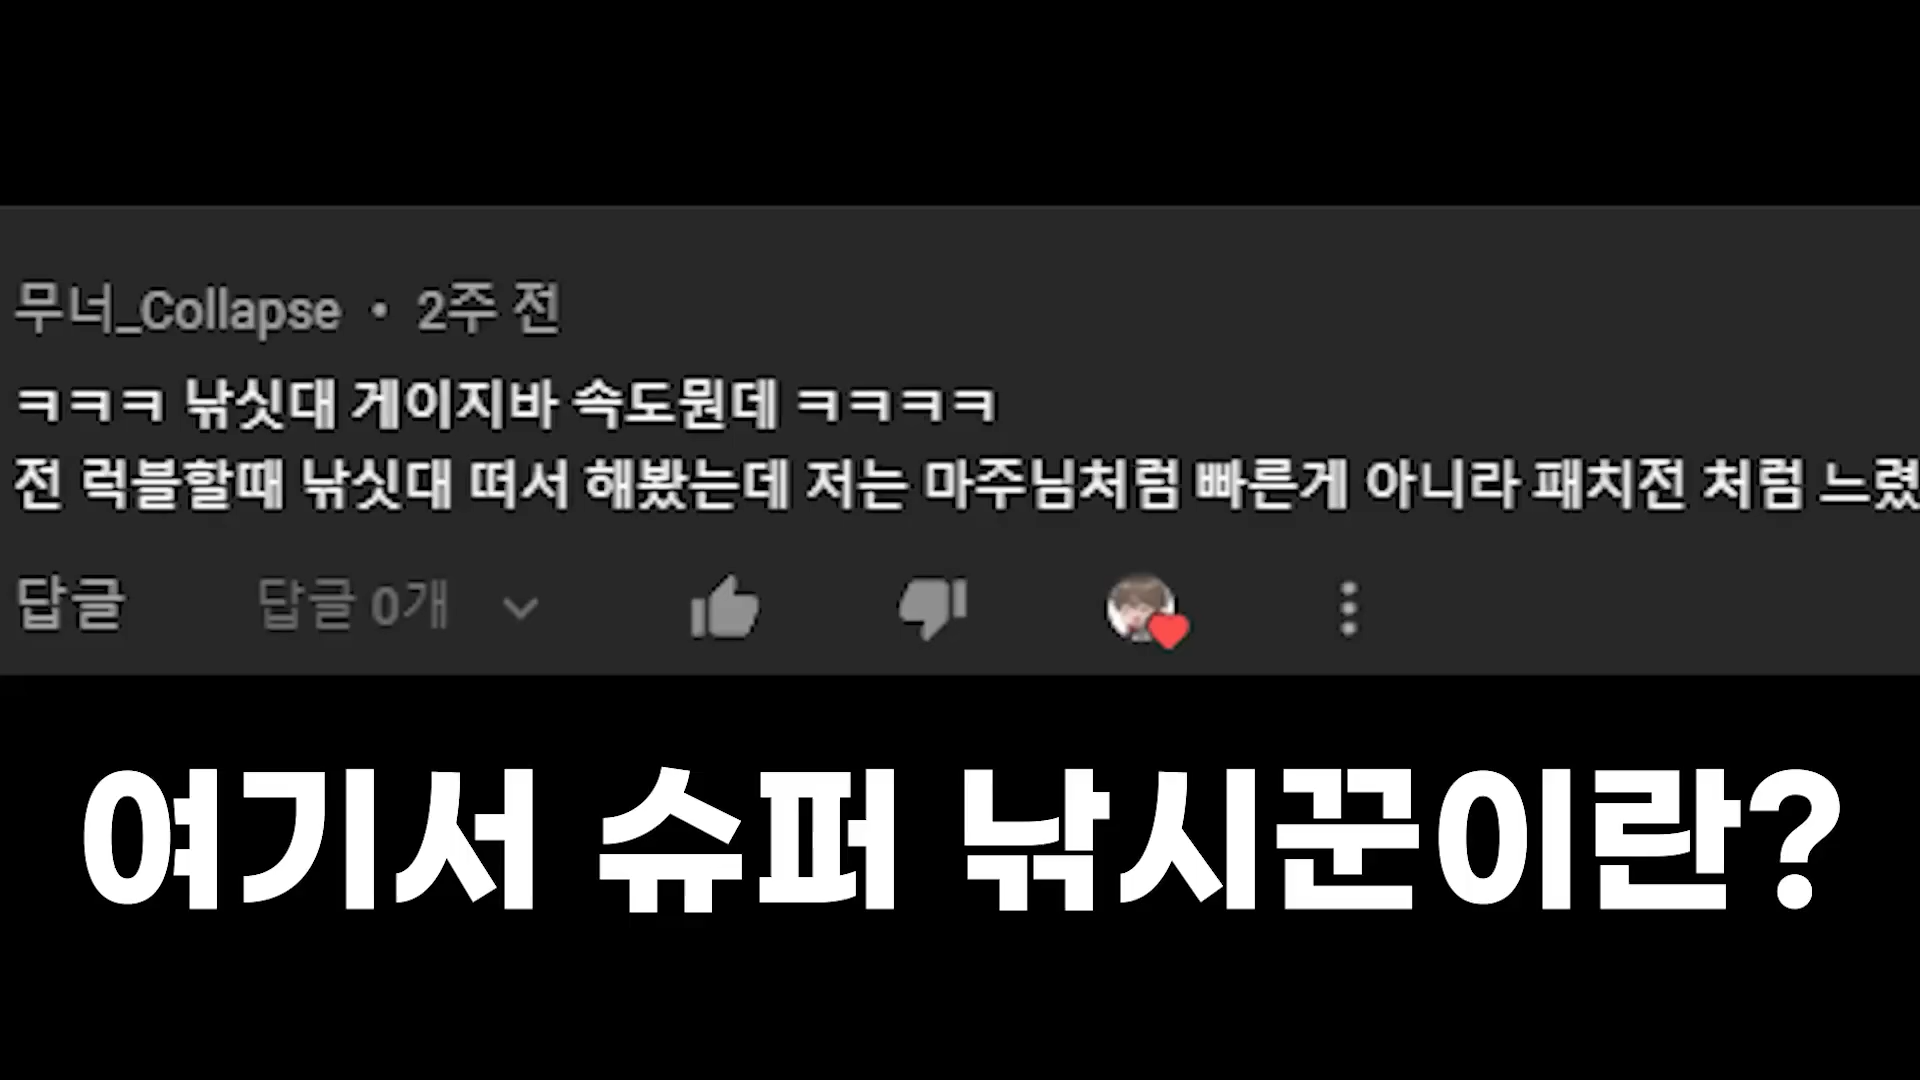 무너_Collapse • 2주 전
ㅋㅋㅋ 낚싯대 게이지바 속도뭔데 ㅋㅋㅋㅋ
전 럭블할때 낚싯대 떠서 해봤는데 저는 마주님처럼 빠른게 아니라 패치전 처럼 느렸
답글 답글 0개
여기서 슈퍼 낚시꾼이란?